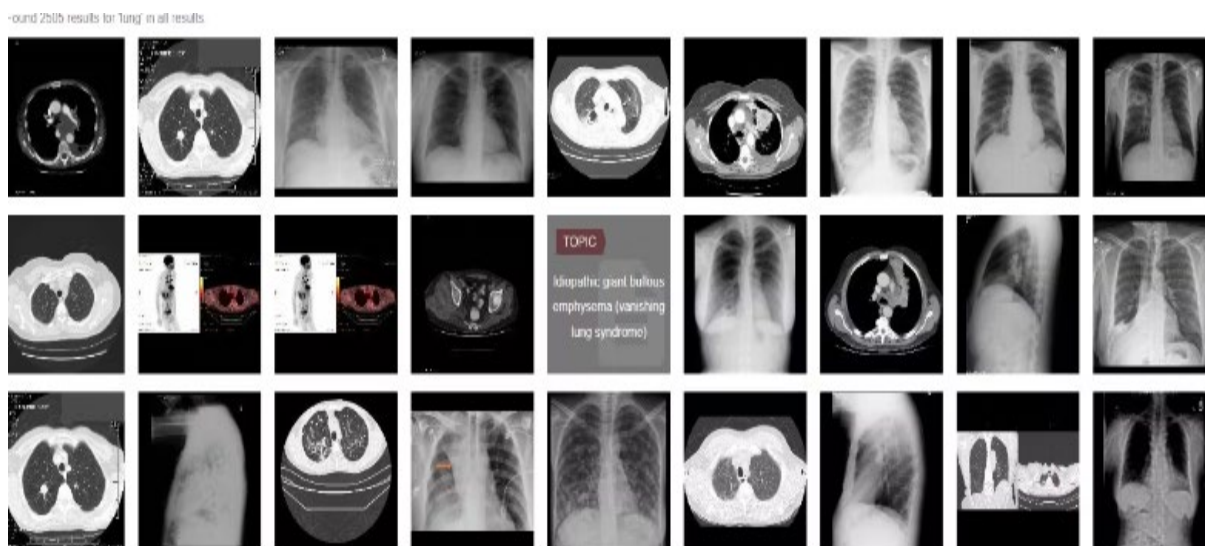 ound 2505 results for 'lung' in all results
TOPIC
Idiopathic giant bullous
emphysema (vanishing
lung syndrome)